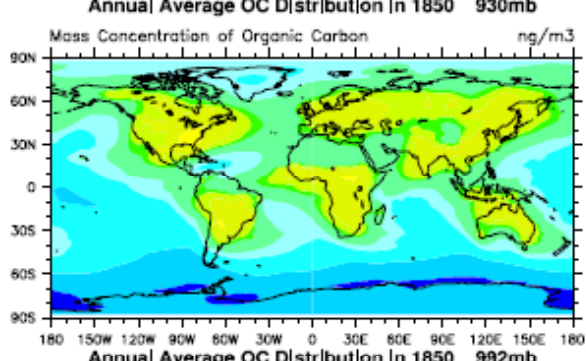 Annual Average OC Distribution in 1850 930mb
Mass Concentration of Organic Carbon ng/m3
90N
60N
30N
0
30S
60S
90S
180 150W 120W 90W 60W 30W 0 30E 60E 90E 120E 150E 180
Annual Average OC Distribution in 1850 992mb